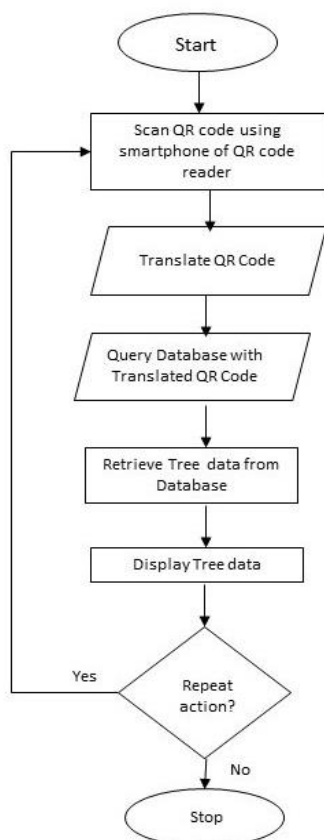 Start
Scan QR code using
smartphone of QR code
reader
Translate QR Code
Query Database with
Translated QR Code
Retrieve Tree data from
Database
Display Tree data
Yes
Repeat
action?
No
Stop